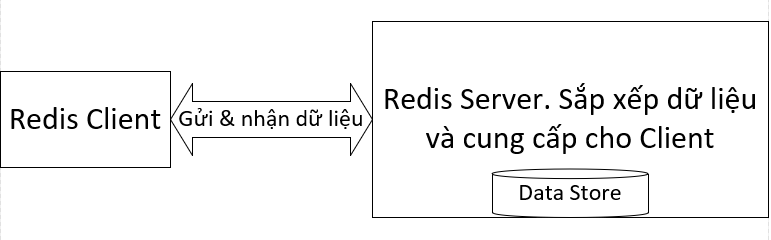 Redis Client
Gửi & nhận dữ liệu
Redis Server. Sắp xếp dữ liệu
và cung cấp cho Client
Data Store